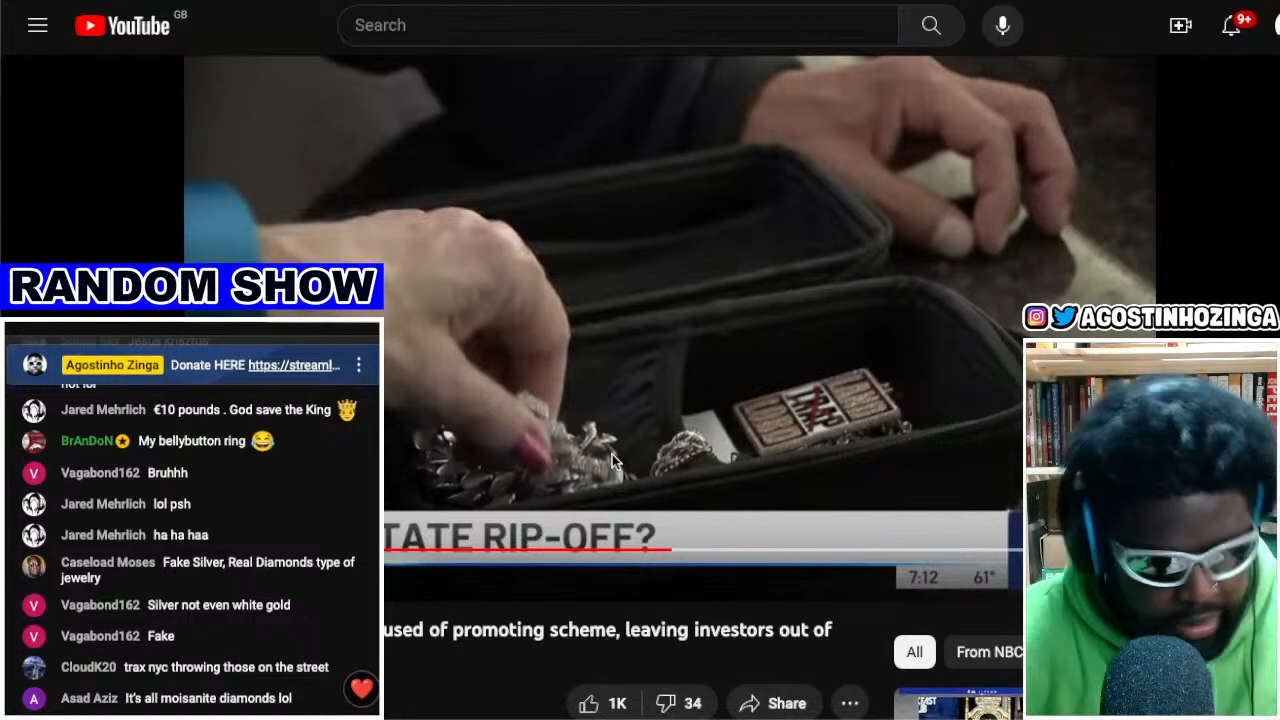 YouTube
GB
Search
9+
RANDOM SHOW
Agostinho Zinga Donate HERE https://streaml...
not lol
Jared Mehrlich €10 pounds . God save the King
BrAnDoN My bellybutton ring
V Vagabond162 Bruhhh
Jared Mehrlich lol psh
Jared Mehrlich ha ha haa
Caseload Moses Fake Silver, Real Diamonds type of
jewelry
V Vagabond162 Silver not even white gold
V Vagabond162 Fake
CloudK20 trax nyc throwing those on the street
A Asad Aziz It's all moisanite diamonds lol
AGOSTINHOZINGA
TATE RIP-OFF?
7:12 61°
used of promoting scheme, leaving investors out of
All
From NBC
1K
34
Share